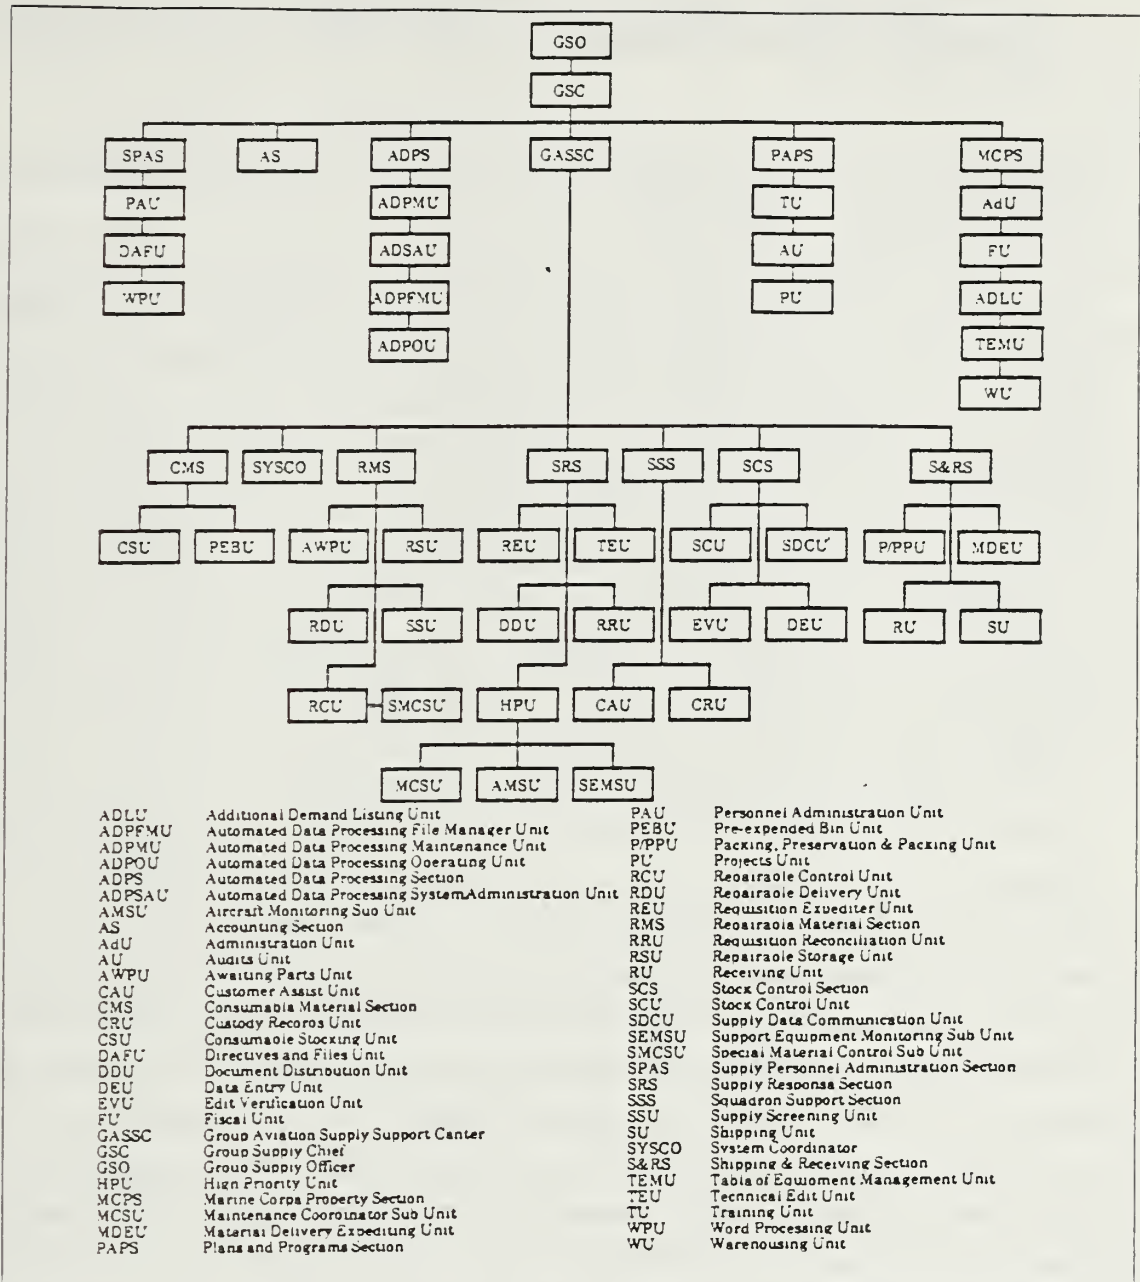 GSO
GSC
SPAS AS ADPS GASSC PAPS MCPS
PAU ADPMU TU AdU
DAFU ADSAU AU FU
WPU ADPFMU PU ADLU
ADPOU TEMU
WU
CMS SYSCO RMS SRS SSS SCS S&RS
CSU PEBU AWPU RSU REU TEU SCU SDCU P/PPU MDEU
RDU SSU DDU RRU EVU DEU RU SU
RCU SMCSU HPU CAU CRU
MCSU AMSU SEMSU
ADLU Additional Demand Listing Unit
ADPFMU Automated Data Processing File Manager Unit
ADPMU Automated Data Processing Maintenance Unit
ADPOU Automated Data Processing Operating Unit
ADPS Automated Data Processing Section
ADPSAU Automated Data Processing System Administration Unit
AMSU Aircraft Monitoring Sub Unit
AS Accounting Section
AdU Administration Unit
AU Audits Unit
AWPU Awaiting Parts Unit
CAU Customer Assist Unit
CMS Consumable Material Section
CRU Custody Records Unit
CSU Consumable Stocking Unit
DAFU Directives and Files Unit
DDU Document Distribution Unit
DEU Data Entry Unit
EVU Edit Verification Unit
FU Fiscal Unit
GASSC Group Aviation Supply Support Center
GSC Group Supply Chief
GSO Group Supply Officer
HPU High Priority Unit
MCPS Marine Corps Property Section
MCSU Maintenance Coordinator Sub Unit
MDEU Material Delivery Expediting Unit
PAPS Plans and Programs Section
PAU Personnel Administration Unit
PEBU Pre-expended Bin Unit
P/PPU Packing, Preservation & Packing Unit
PU Projects Unit
RCU Repairable Control Unit
RDU Repairable Delivery Unit
REU Requisition Expediter Unit
RMS Repairable Material Section
RRU Requisition Reconciliation Unit
RSU Repairable Storage Unit
RU Receiving Unit
SCS Stock Control Section
SCU Stock Control Unit
SDCU Supply Data Communication Unit
SEMSU Support Equipment Monitoring Sub Unit
SMCSU Special Material Control Sub Unit
SPAS Supply Personnel Administration Section
SRS Supply Response Section
SSS Squadron Support Section
SSU Supply Screening Unit
SU Shipping Unit
SYSCO System Coordinator
S&RS Shipping & Receiving Section
TEMU Table of Equipment Management Unit
TEU Technical Edit Unit
TU Training Unit
WPU Word Processing Unit
WU Warehousing Unit